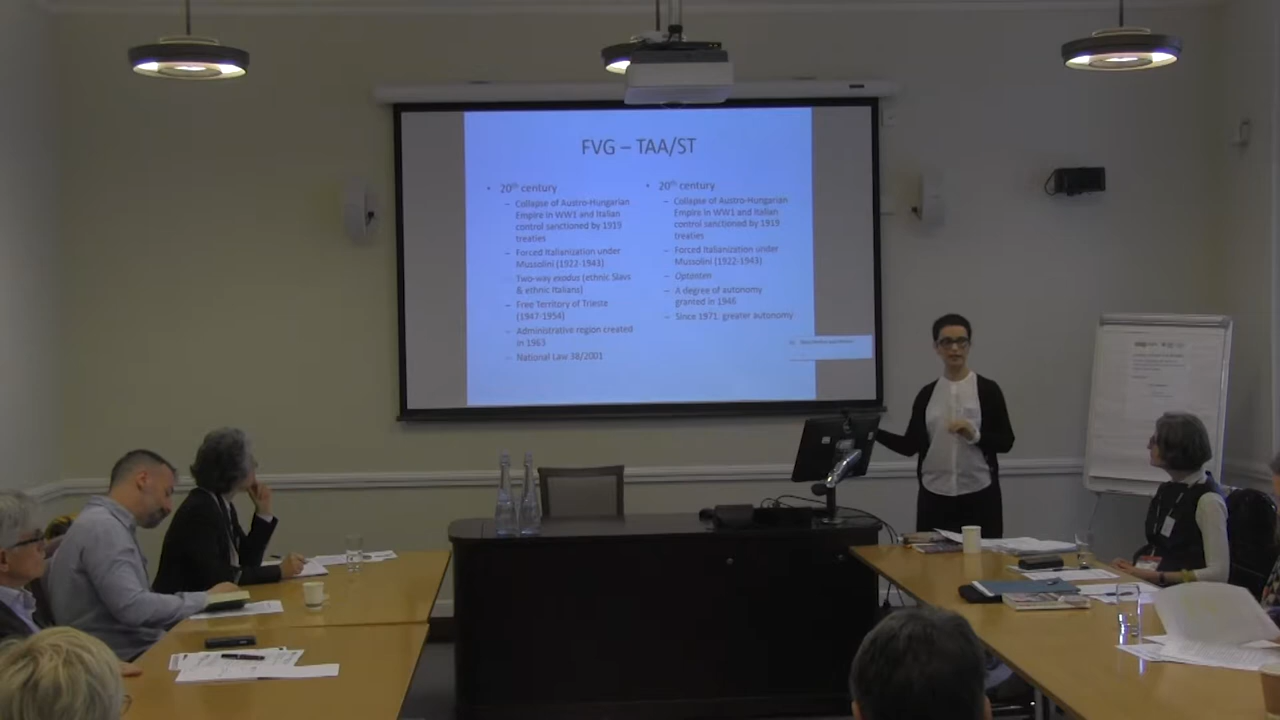 FVG – TAA/ST
• 20th century
– Collapse of Austro-Hungarian
Empire in WW1 and Italian
control sanctioned by 1919
treaties
– Forced Italianization under
Mussolini (1922-1943)
– Two-way exodus (ethnic Slavs
& ethnic Italians)
– Free Territory of Trieste
(1947-1954)
– Administrative region created
in 1963
– National Law 38/2001
• 20th century
– Collapse of Austro-Hungarian
Empire in WW1 and Italian
control sanctioned by 1919
treaties
– Forced Italianization under
Mussolini (1922-1943)
– Optanten
– A degree of autonomy
granted in 1946
– Since 1971, greater autonomy